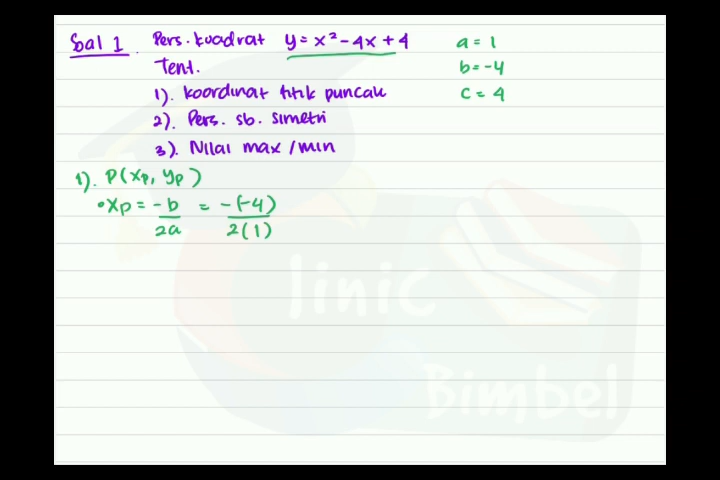 Soal 1. Pers. kuadrat y = x² - 4x + 4
a = 1
Tent.
b = -4
1). koordinat titik puncak
c = 4
2). Pers. sb. simetri
3). Nilai max / min
1). P(xp, yp)
• xp = -b/2a = -(-4)/2(1)
linic
Bimbel